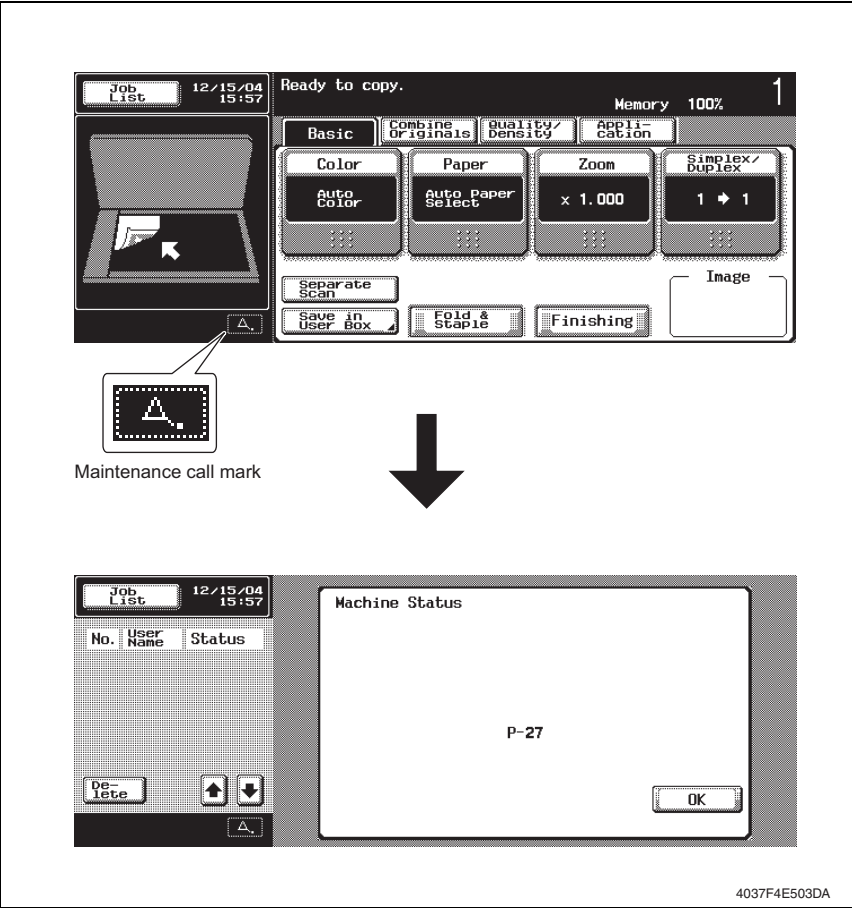 Job
List
12/15/04
15:57
Ready to copy.
Memory 100%
1
Basic
Combine
Originals
Quality/
Density
Appli-
cation
Color
Paper
Zoom
Simplex/
Duplex
Auto
Color
Auto Paper
Select
× 1.000
1 ➔ 1
Separate
Scan
Save in
User Box
Fold &
Staple
Finishing
Image
Maintenance call mark
Job
List
12/15/04
15:57
Machine Status
No.
User
Name
Status
P-27
De-
lete
OK
4037F4E503DA